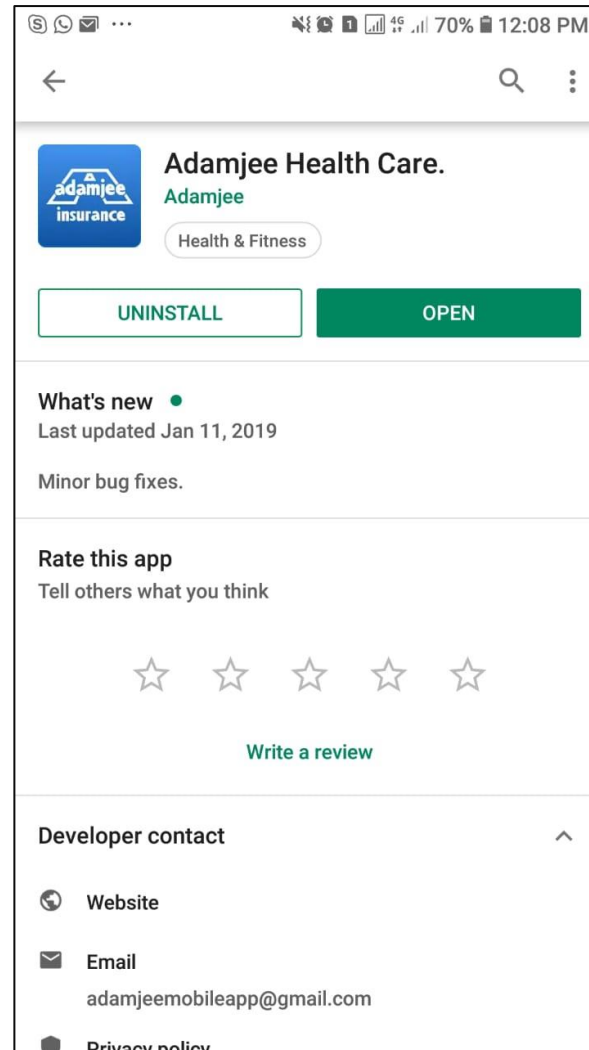 70% 12:08 PM
Adamjee Health Care.
adamjee
insurance
Adamjee
Health & Fitness
UNINSTALL
OPEN
What's new
Last updated Jan 11, 2019
Minor bug fixes.
Rate this app
Tell others what you think
Write a review
Developer contact
Website
Email
adamjeemobileapp@gmail.com
Privacy policy